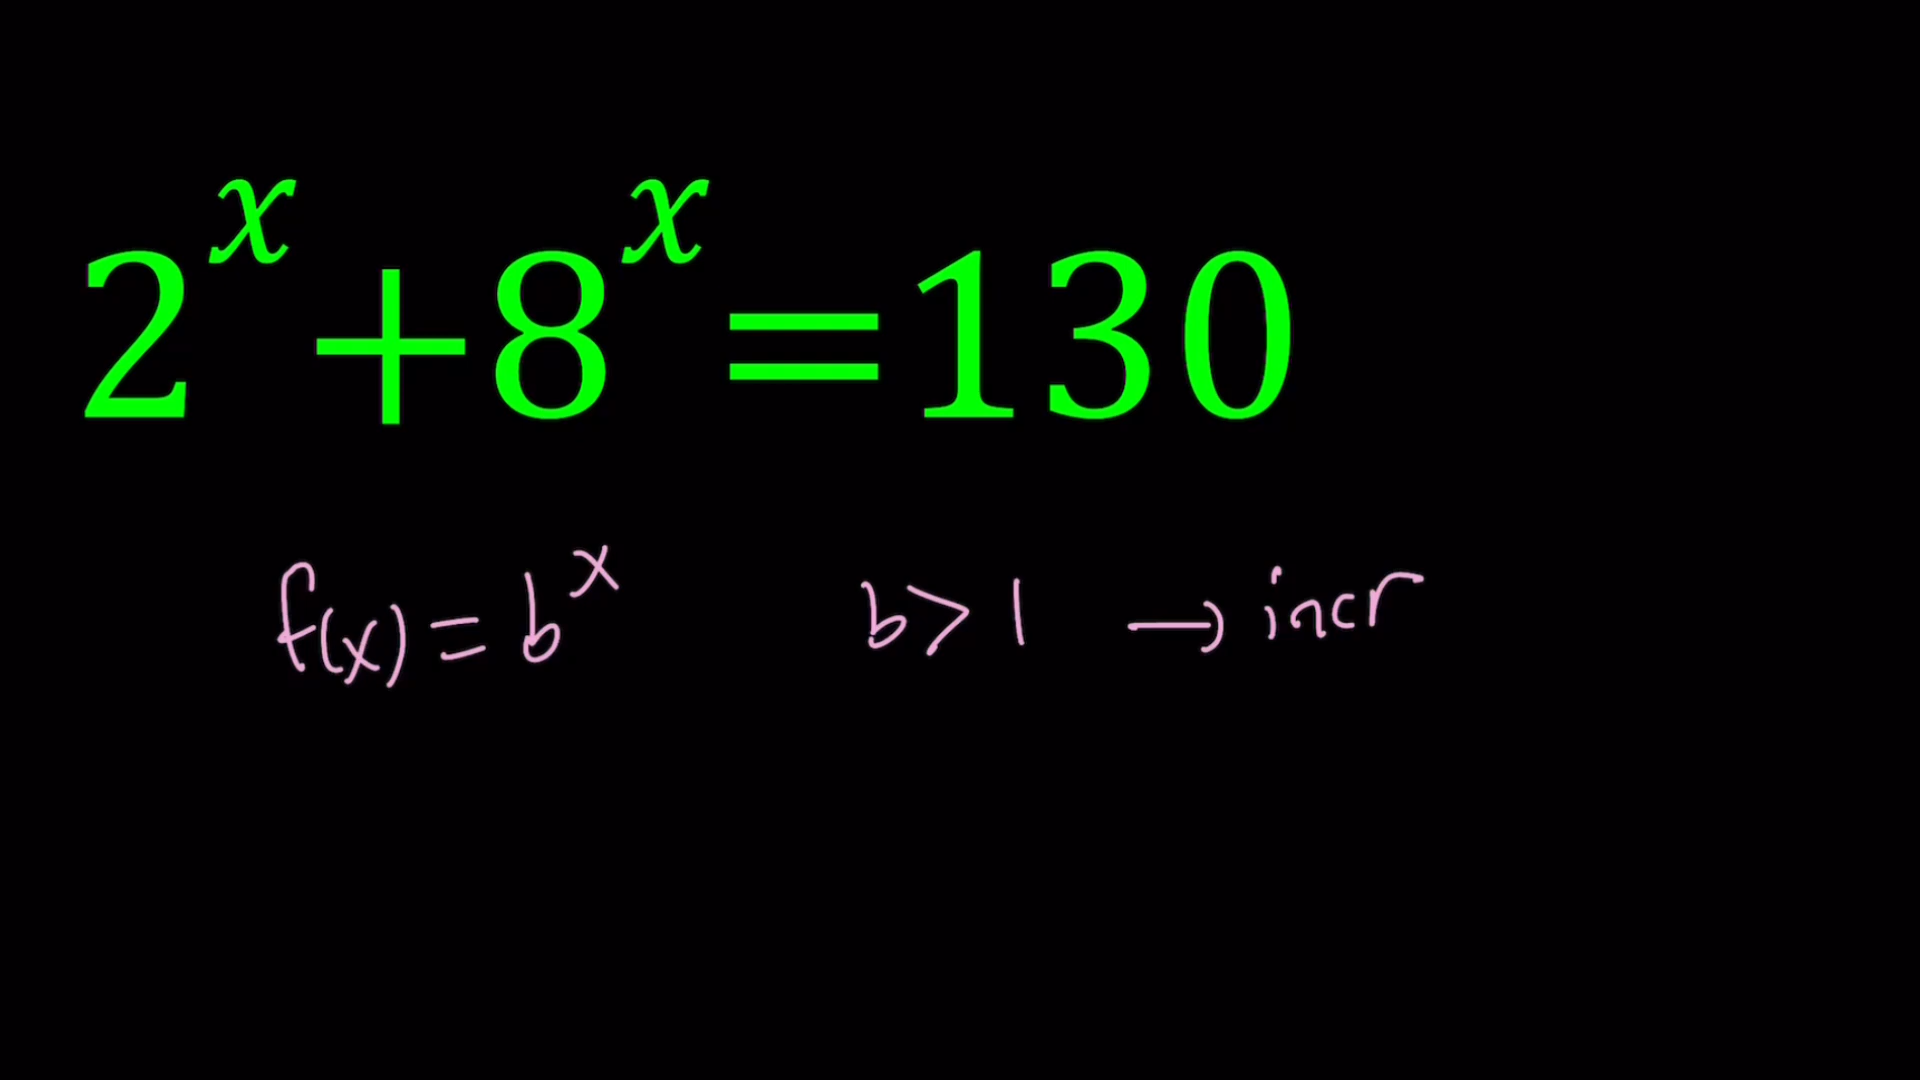 2^x+8^x=130
f(x) = b^x b>1 → incr